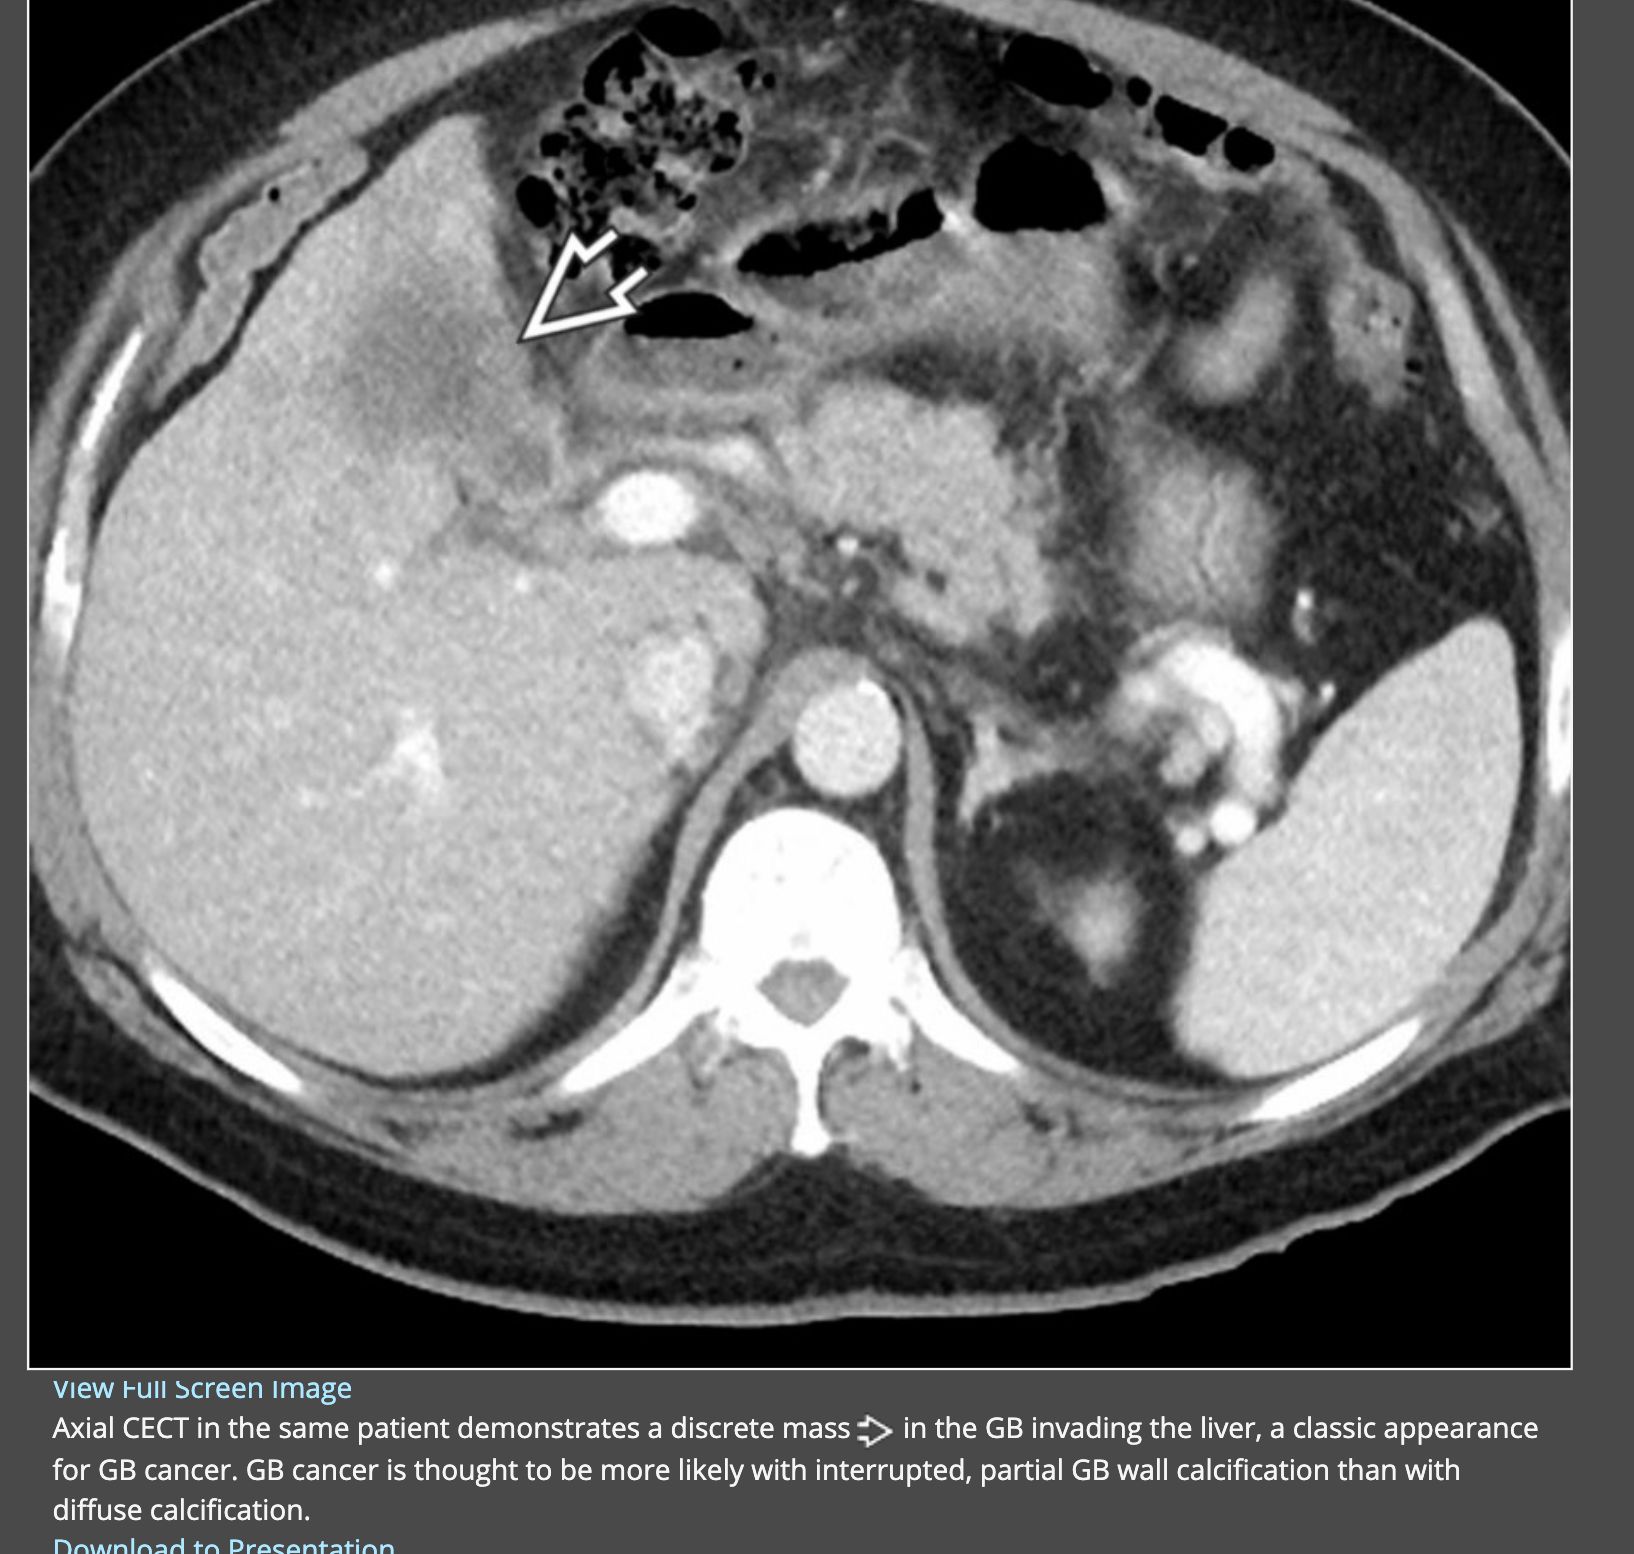 View Full Screen Image
Axial CECT in the same patient demonstrates a discrete mass in the GB invading the liver, a classic appearance
for GB cancer. GB cancer is thought to be more likely with interrupted, partial GB wall calcification than with
diffuse calcification.
Download to Presentation